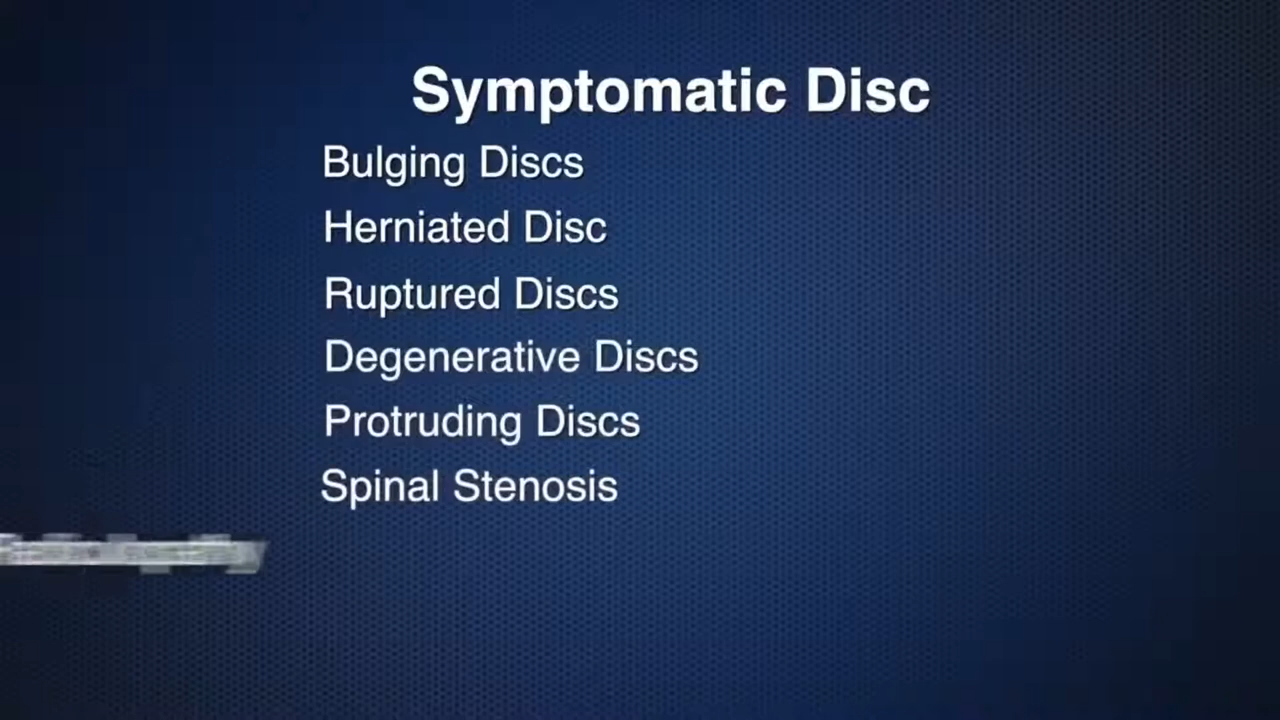 Symptomatic Disc
Bulging Discs
Herniated Disc
Ruptured Discs
Degenerative Discs
Protruding Discs
Spinal Stenosis